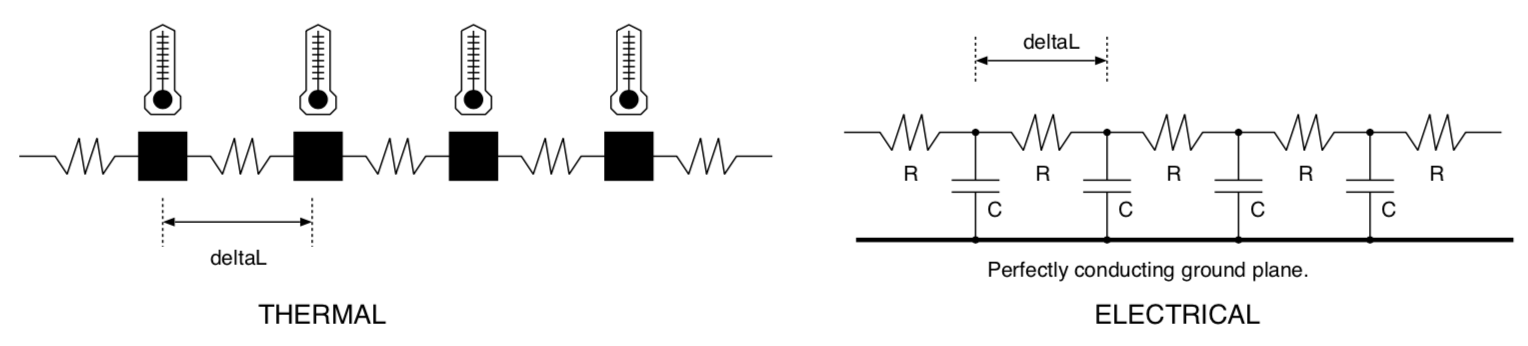 deltaL
THERMAL
deltaL
R R R R R
C C C C
Perfectly conducting ground plane.
ELECTRICAL